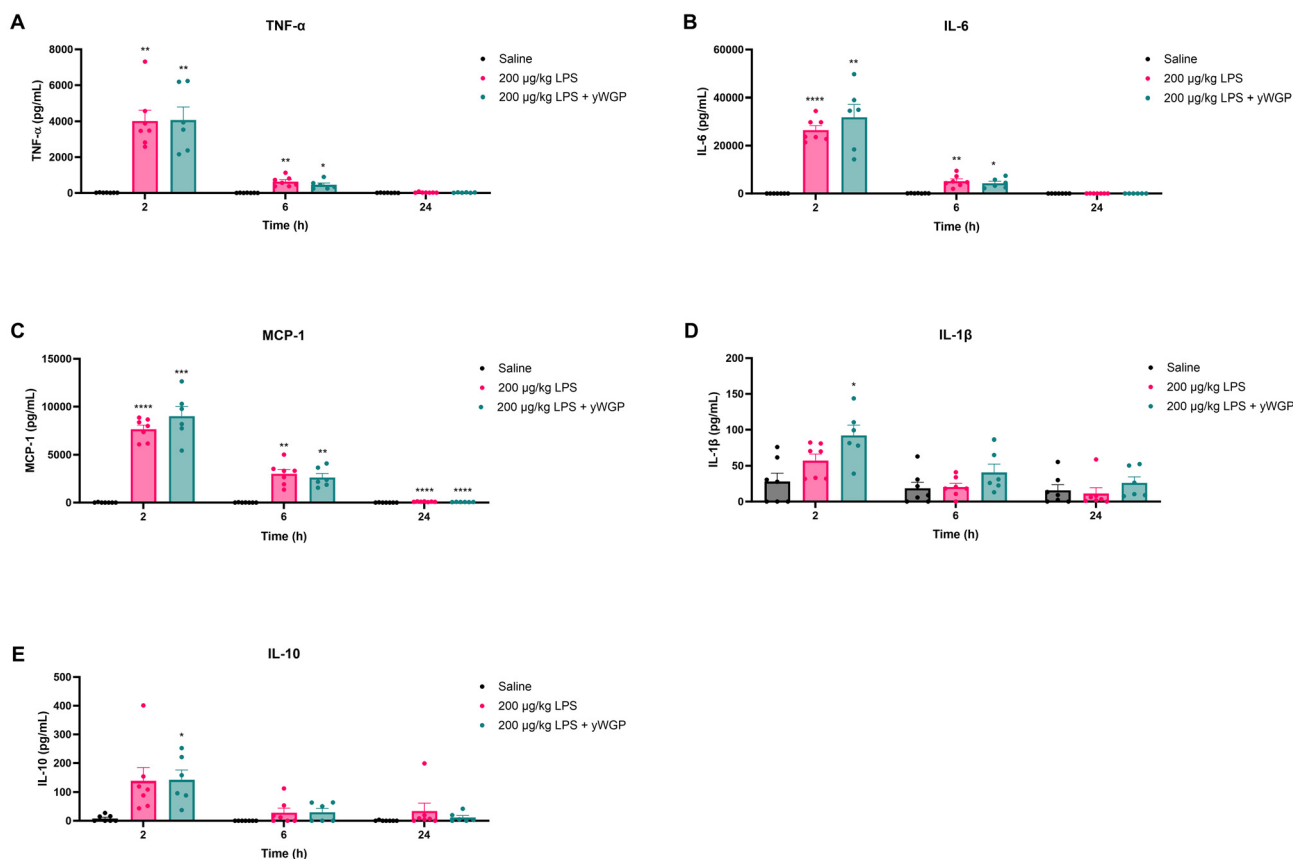 A
TNF-α
TNF-α (pg/mL)
8000
6000
4000
2000
0
**
**
**
*
2
6
24
Time (h)
Saline
200 µg/kg LPS
200 µg/kg LPS + yWGP
B
IL-6
IL-6 (pg/mL)
60000
40000
20000
0
****
**
**
*
2
6
24
Time (h)
Saline
200 µg/kg LPS
200 µg/kg LPS + yWGP
C
MCP-1
MCP-1 (pg/mL)
15000
10000
5000
0
****
***
**
**
****
****
2
6
24
Time (h)
Saline
200 µg/kg LPS
200 µg/kg LPS + yWGP
D
IL-1β
IL-1β (pg/mL)
200
150
100
50
0
*
2
6
24
Time (h)
Saline
200 µg/kg LPS
200 µg/kg LPS + yWGP
E
IL-10
IL-10 (pg/mL)
500
400
300
200
100
0
*
2
6
24
Time (h)
Saline
200 µg/kg LPS
200 µg/kg LPS + yWGP